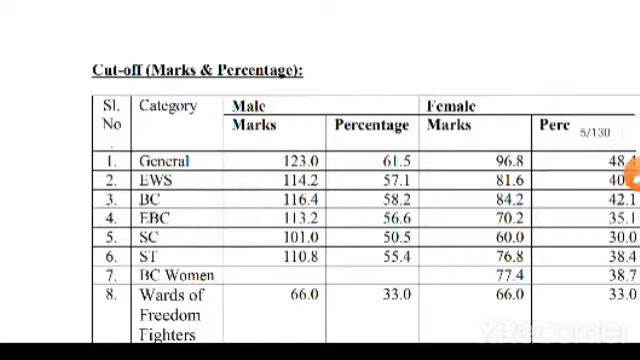 Cut-off (Marks & Percentage):
Sl. No . Category Male Female
Marks Percentage Marks Perc 5/130
1. General 123.0 61.5 96.8 48.4
2. EWS 114.2 57.1 81.6 40.
3. BC 116.4 58.2 84.2 42.1
4. EBC 113.2 56.6 70.2 35.1
5. SC 101.0 50.5 60.0 30.0
6. ST 110.8 55.4 76.8 38.4
7. BC Women 77.4 38.7
8. Wards of 66.0 33.0 66.0 33.0
Freedom
Fighters
XRecorder